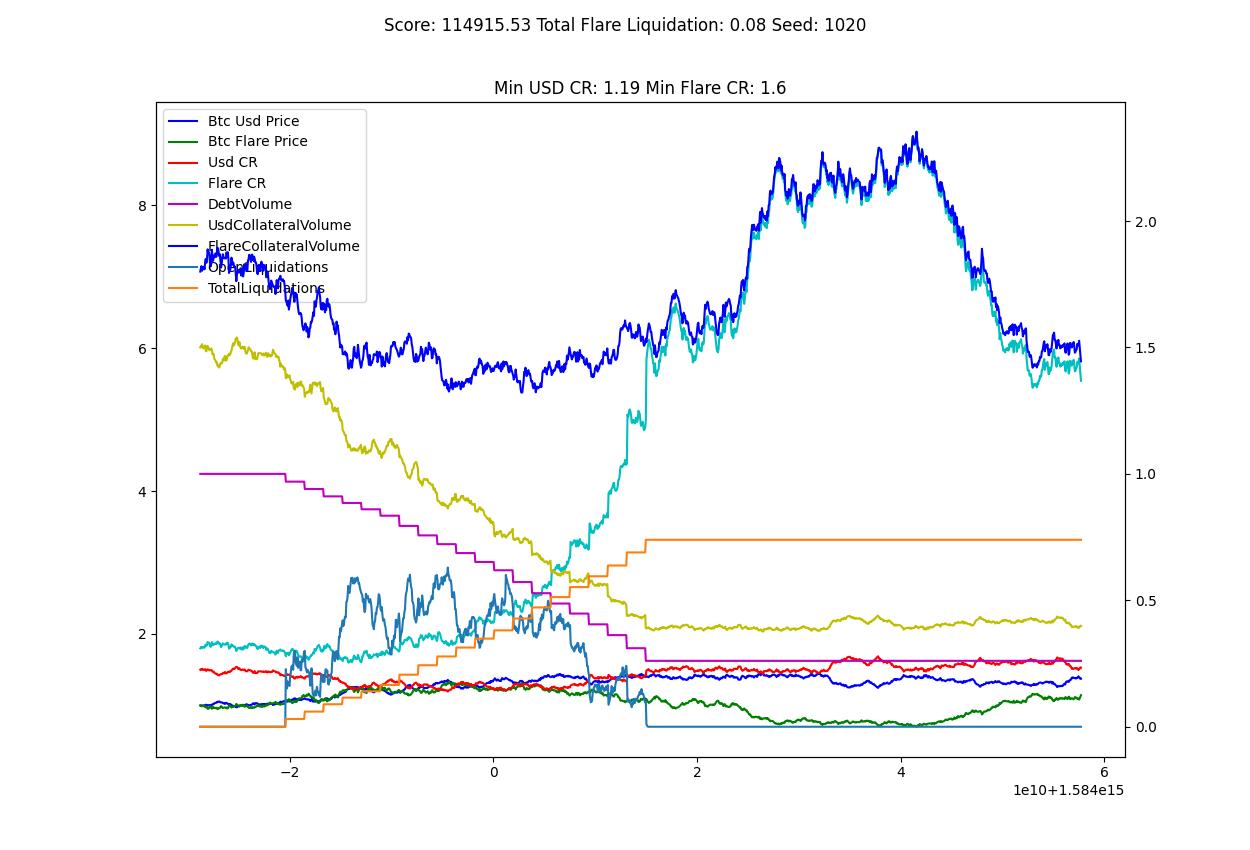 Score: 114915.53 Total Flare Liquidation: 0.08 Seed: 1020
Min USD CR: 1.19 Min Flare CR: 1.6
Btc Usd Price
Btc Flare Price
Usd CR
Flare CR
DebtVolume
UsdCollateralVolume
FlareCollateralVolume
OpenLiquidations
TotalLiquidations
8
6
4
2
2.0
1.5
1.0
0.5
0.0
−2
0
2
4
6
1e10+1.584e15